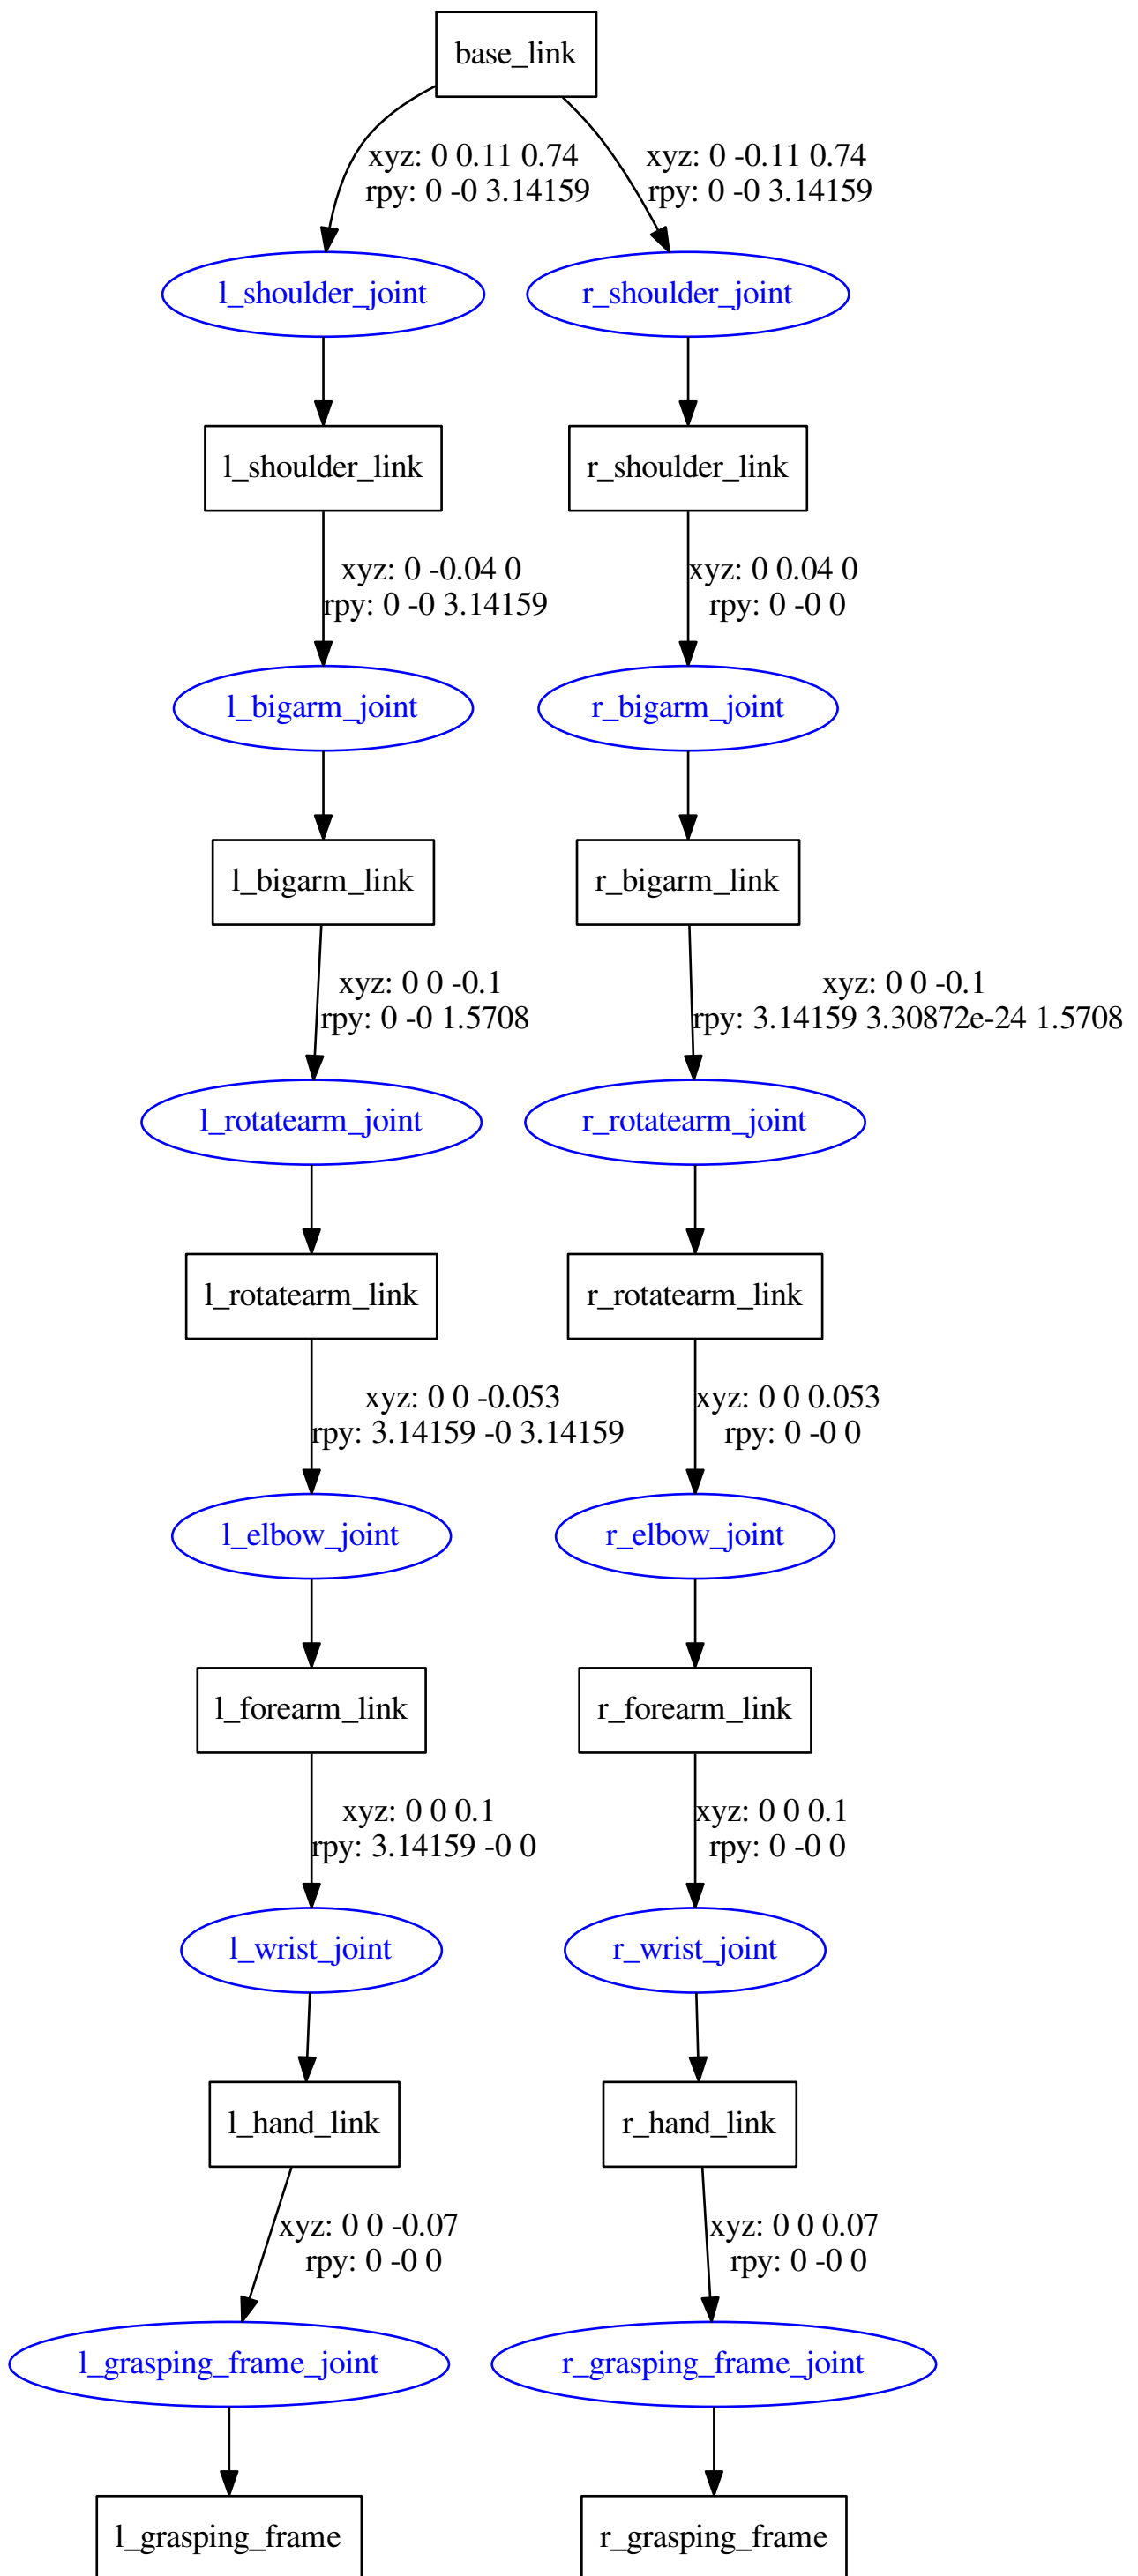 base_link
xyz: 0 0.11 0.74
rpy: 0 -0 3.14159
xyz: 0 -0.11 0.74
rpy: 0 -0 3.14159
l_shoulder_joint
r_shoulder_joint
l_shoulder_link
r_shoulder_link
xyz: 0 -0.04 0
rpy: 0 -0 3.14159
xyz: 0 0.04 0
rpy: 0 -0 0
l_bigarm_joint
r_bigarm_joint
l_bigarm_link
r_bigarm_link
xyz: 0 0 -0.1
rpy: 0 -0 1.5708
xyz: 0 0 -0.1
rpy: 3.14159 3.30872e-24 1.5708
l_rotatearm_joint
r_rotatearm_joint
l_rotatearm_link
r_rotatearm_link
xyz: 0 0 -0.053
rpy: 3.14159 -0 3.14159
xyz: 0 0 0.053
rpy: 0 -0 0
l_elbow_joint
r_elbow_joint
l_forearm_link
r_forearm_link
xyz: 0 0 0.1
rpy: 3.14159 -0 0
xyz: 0 0 0.1
rpy: 0 -0 0
l_wrist_joint
r_wrist_joint
l_hand_link
r_hand_link
xyz: 0 0 -0.07
rpy: 0 -0 0
xyz: 0 0 0.07
rpy: 0 -0 0
l_grasping_frame_joint
r_grasping_frame_joint
l_grasping_frame
r_grasping_frame